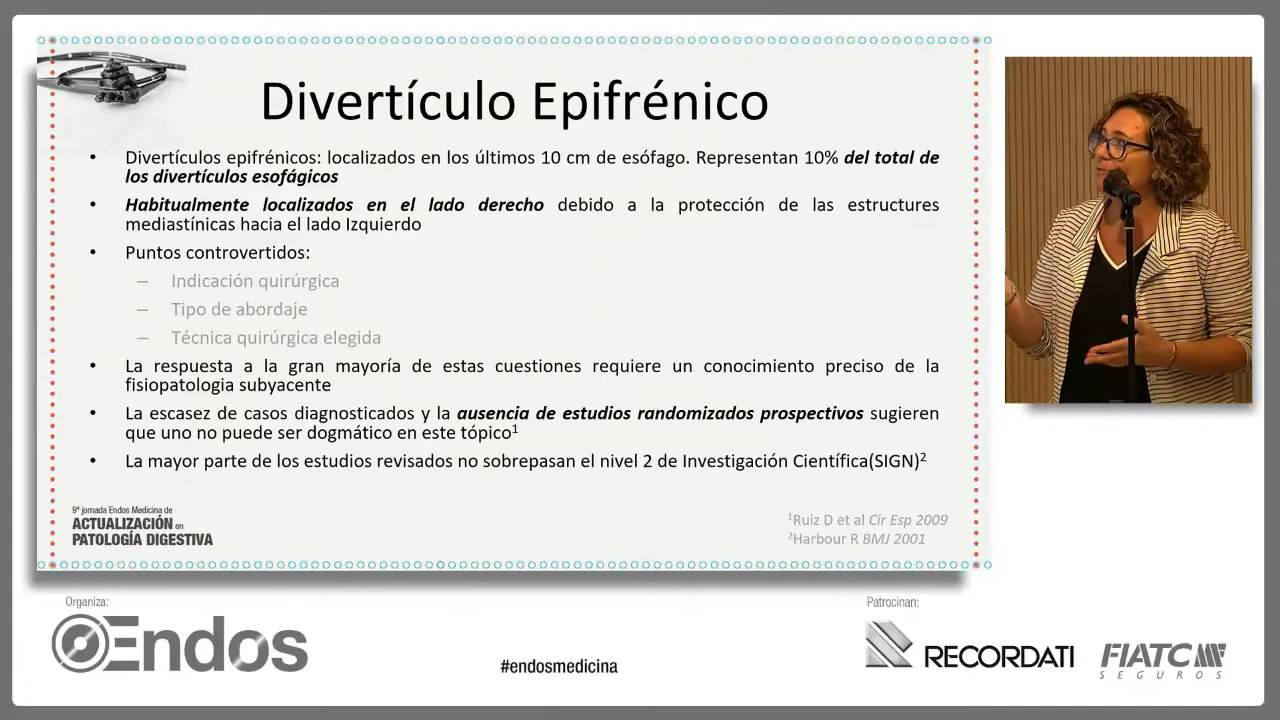 Divertículo Epifrénico
• Divertículos epifrénicos: localizados en los últimos 10 cm de esófago. Representan 10% del total de
los divertículos esofágicos
• Habitualmente localizados en el lado derecho debido a la protección de las estructuras
mediastínicas hacia el lado Izquierdo
• Puntos controvertidos:
– Indicación quirúrgica
– Tipo de abordaje
– Técnica quirúrgica elegida
• La respuesta a la gran mayoría de estas cuestiones requiere un conocimiento preciso de la
fisiopatologia subyacente
• La escasez de casos diagnosticados y la ausencia de estudios randomizados prospectivos sugieren
que uno no puede ser dogmático en este tópico¹
• La mayor parte de los estudios revisados no sobrepasan el nivel 2 de Investigación Científica(SIGN)²
9ª jornada Endos Medicina de
ACTUALIZACIÓN en
PATOLOGÍA DIGESTIVA
¹Ruiz D et al Cir Esp 2009
²Harbour R BMJ 2001
Organiza:
Endos
#endosmedicina
Patrocinan:
RECORDATI
FIATC
SEGUROS